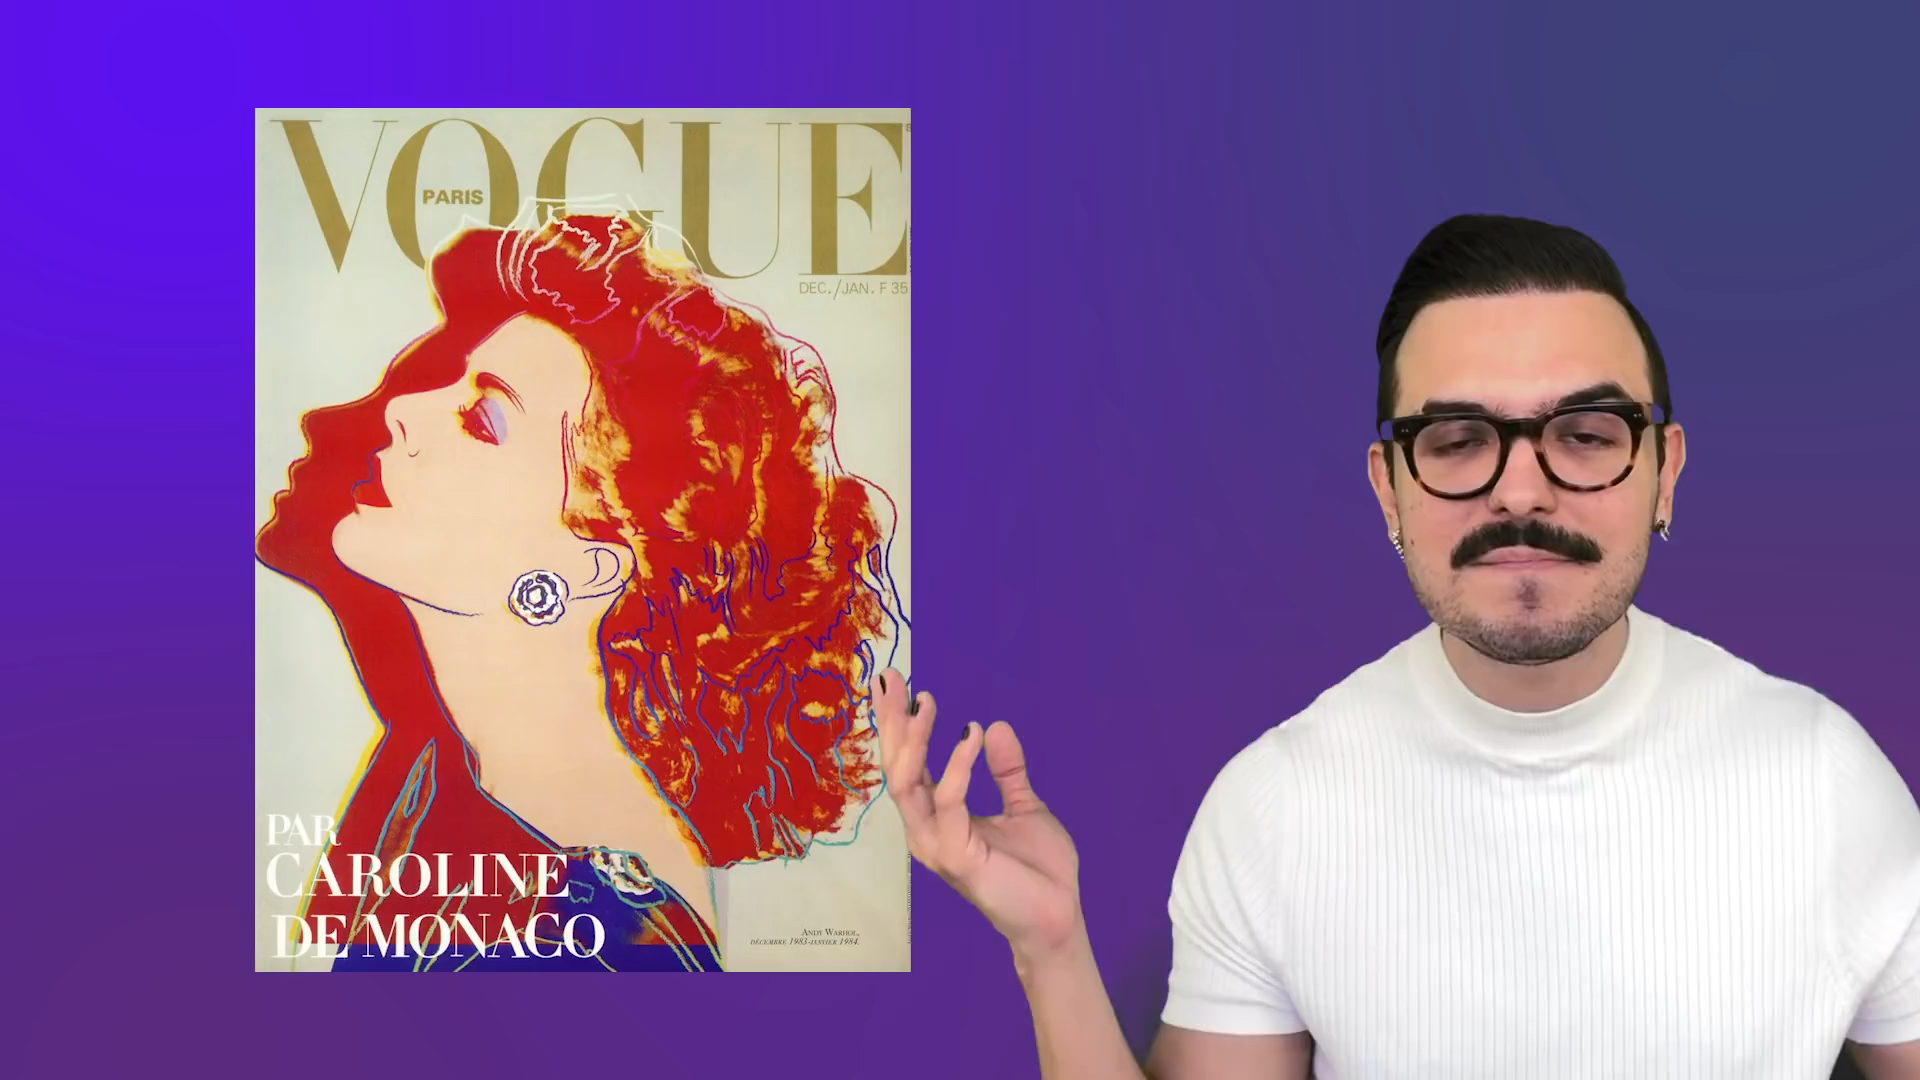 VOGUE
PARIS
DEC./JAN. F 35
PAR
CAROLINE
DE MONACO
ANDY WARHOL,
DÉCEMBRE 1983-JANVIER 1984.